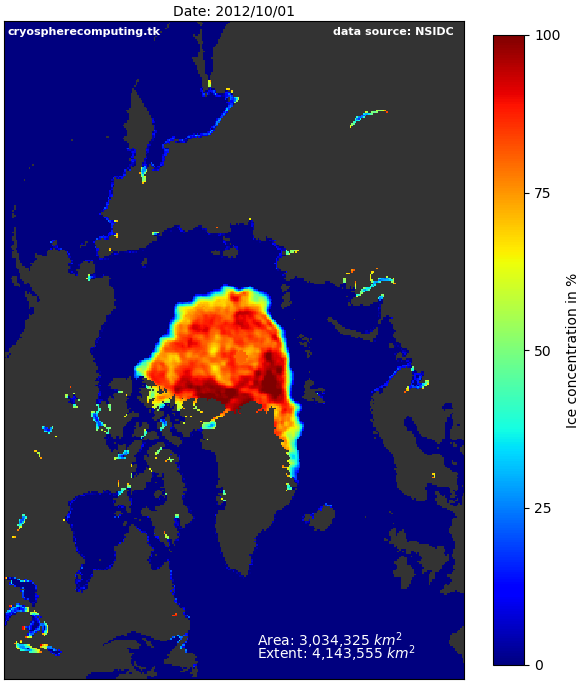 Date: 2012/10/01
cryospherecomputing.tk
data source: NSIDC
100
75
50
25
0
Ice concentration in %
Area: 3,034,325 km²
Extent: 4,143,555 km²